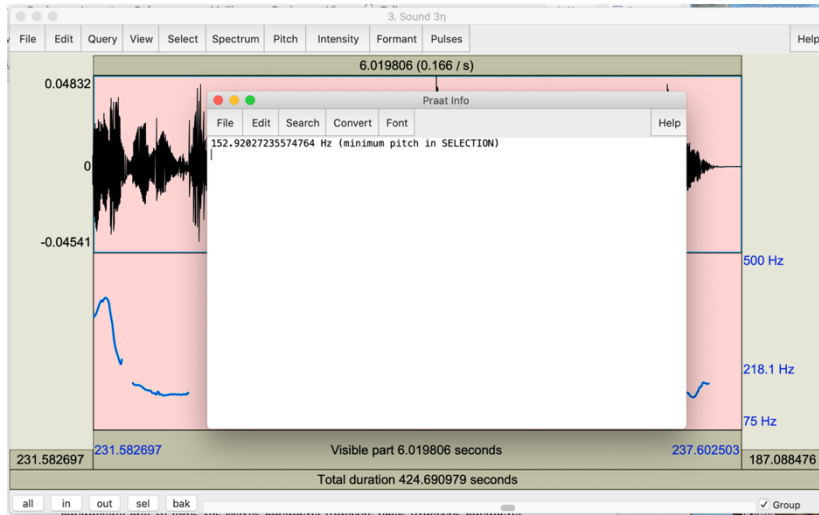 3. Sound 3η
File Edit Query View Select Spectrum Pitch Intensity Formant Pulses Help
6.019806 (0.166 / s)
0.04832
Praat Info
File Edit Search Convert Font Help
152.92027235574764 Hz (minimum pitch in SELECTION)
0
-0.04541
500 Hz
218.1 Hz
75 Hz
231.582697 231.582697 Visible part 6.019806 seconds 237.602503 187.088476
Total duration 424.690979 seconds
all in out sel bak Group